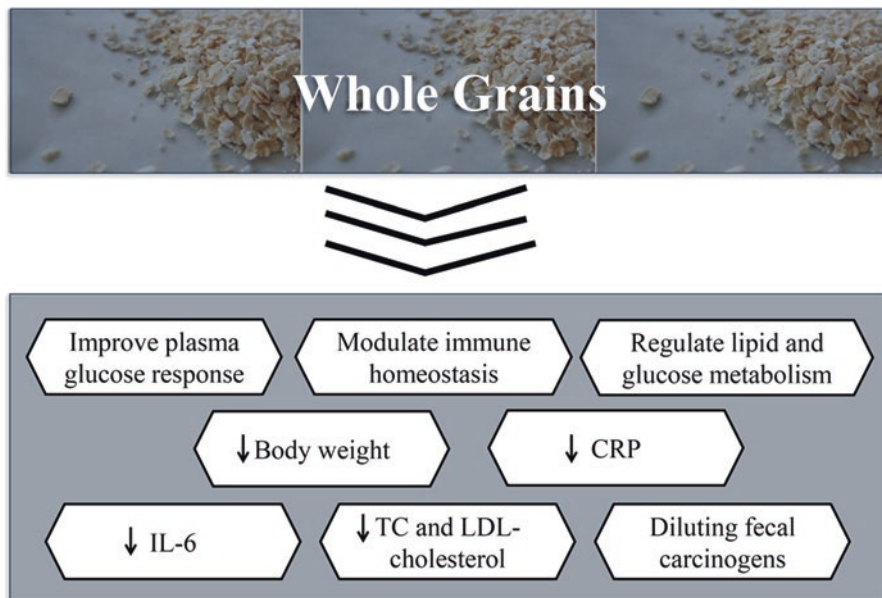 Whole Grains
Improve plasma
glucose response
Modulate immune
homeostasis
Regulate lipid and
glucose metabolism
↓ Body weight
↓ CRP
↓ IL-6
↓ TC and LDL-
cholesterol
Diluting fecal
carcinogens